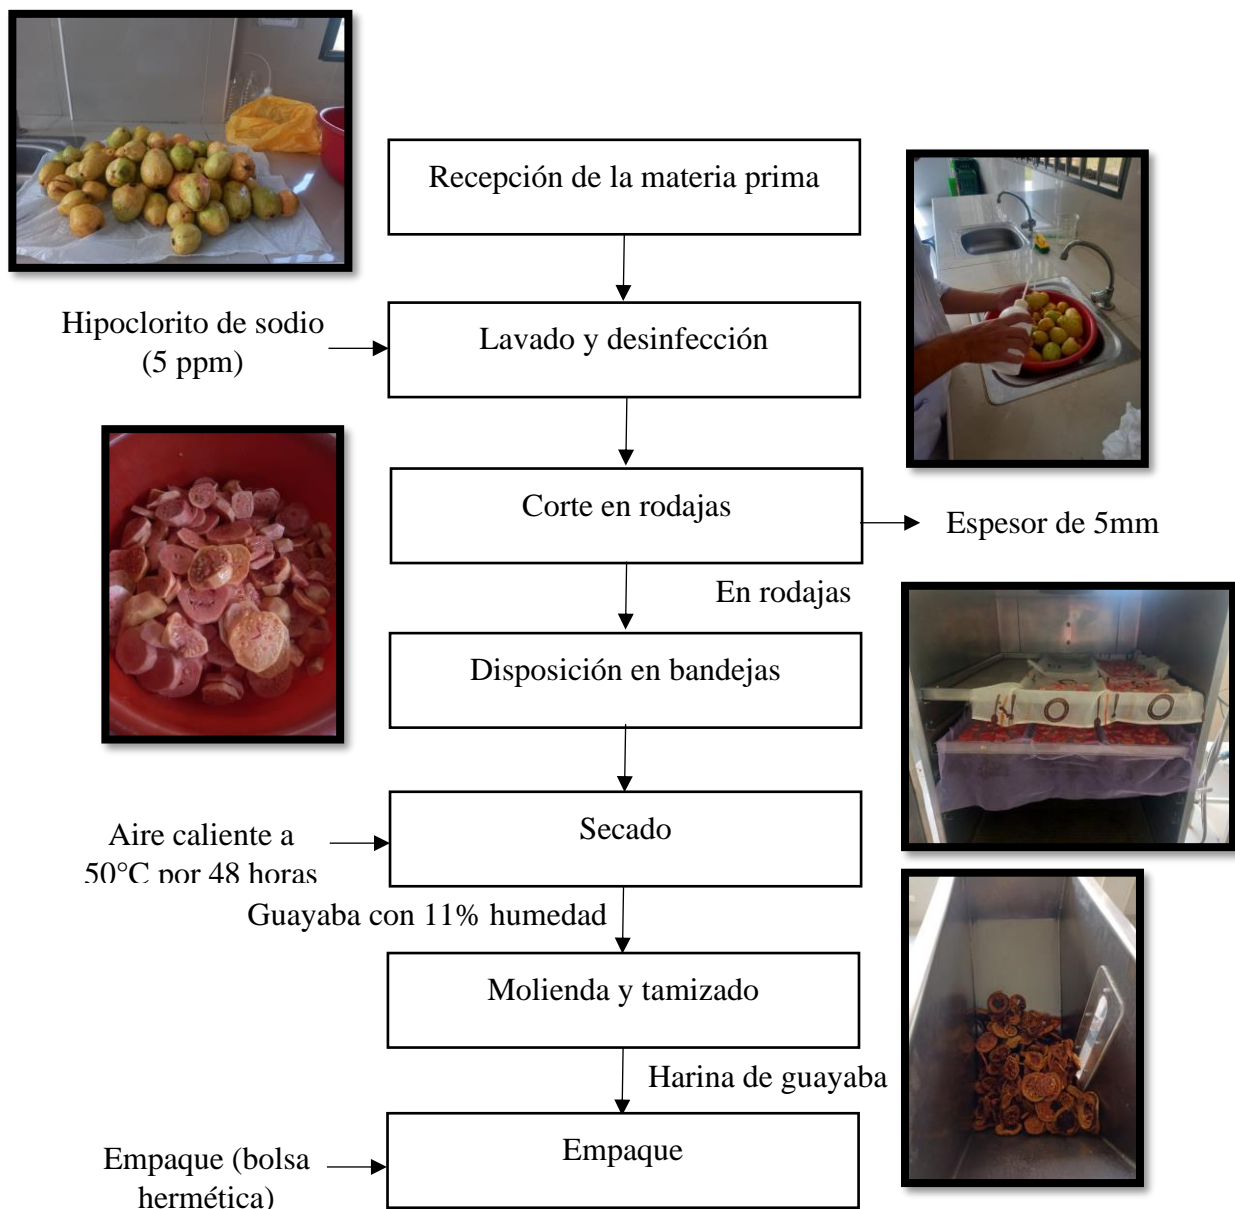 Recepción de la materia prima
Hipoclorito de sodio
(5 ppm)
Lavado y desinfección
Corte en rodajas
Espesor de 5mm
En rodajas
Disposición en bandejas
Aire caliente a
50°C por 48 horas
Secado
Guayaba con 11% humedad
Molienda y tamizado
Harina de guayaba
Empaque (bolsa
hermética)
Empaque